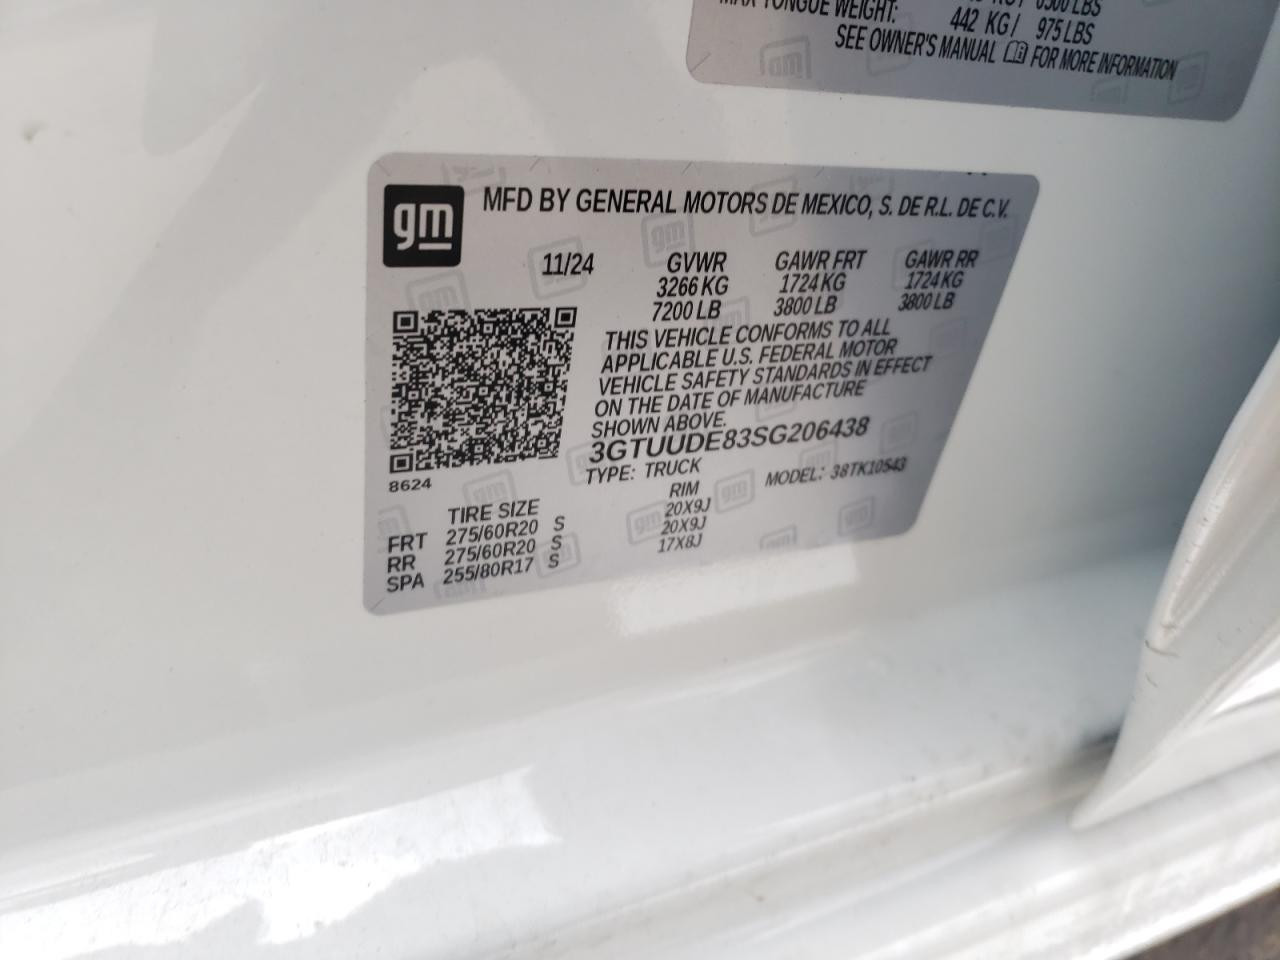 MAX TONGUE WEIGHT: 442 KG / 975 LBS
SEE OWNER'S MANUAL FOR MORE INFORMATION
gm
MFD BY GENERAL MOTORS DE MEXICO, S. DE R.L. DE C.V.
11/24 GVWR GAWR FRT GAWR RR
3266 KG 1724 KG 1724 KG
7200 LB 3800 LB 3800 LB
THIS VEHICLE CONFORMS TO ALL
APPLICABLE U.S. FEDERAL MOTOR
VEHICLE SAFETY STANDARDS IN EFFECT
ON THE DATE OF MANUFACTURE
SHOWN ABOVE.
3GTUUDE83SG206438
TYPE: TRUCK MODEL: 38TK10543
8624
TIRE SIZE RIM
FRT 275/60R20 S 20X9J
RR 275/60R20 S 20X9J
SPA 255/80R17 S 17X8J